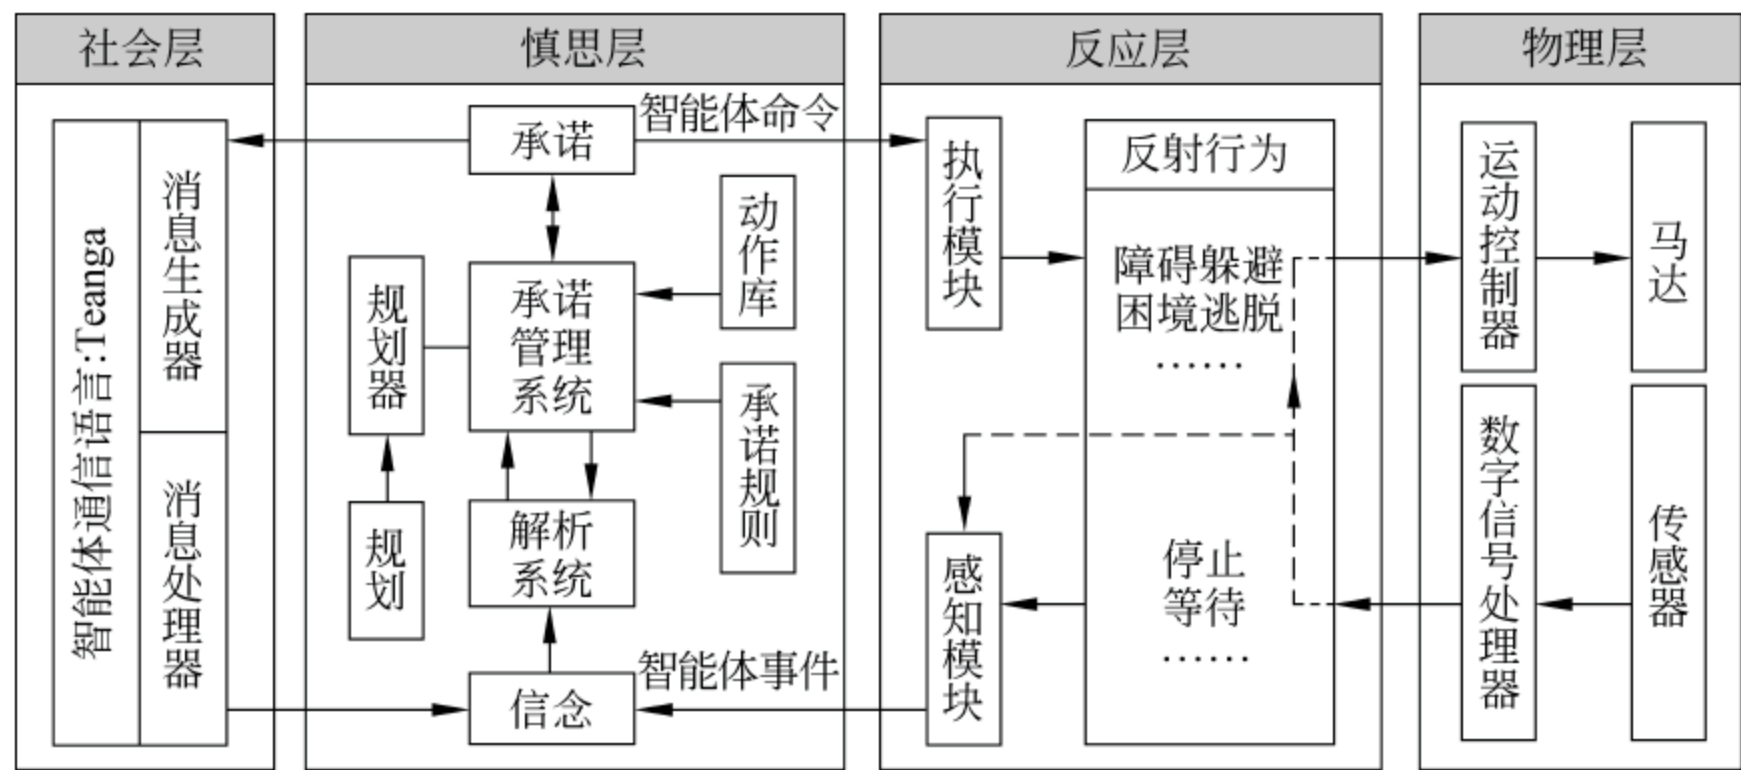 社会层
智能体通信语言:Teanga
消息生成器
消息处理器
慎思层
承诺
智能体命令
动作库
规划器
承诺
管理
系统
承诺规则
规划
解析
系统
智能体事件
信念
反应层
执行模块
反射行为
障碍躲避
困境逃脱
……
感知模块
停止
等待
……
物理层
运动控制器
马达
数字信号处理器
传感器